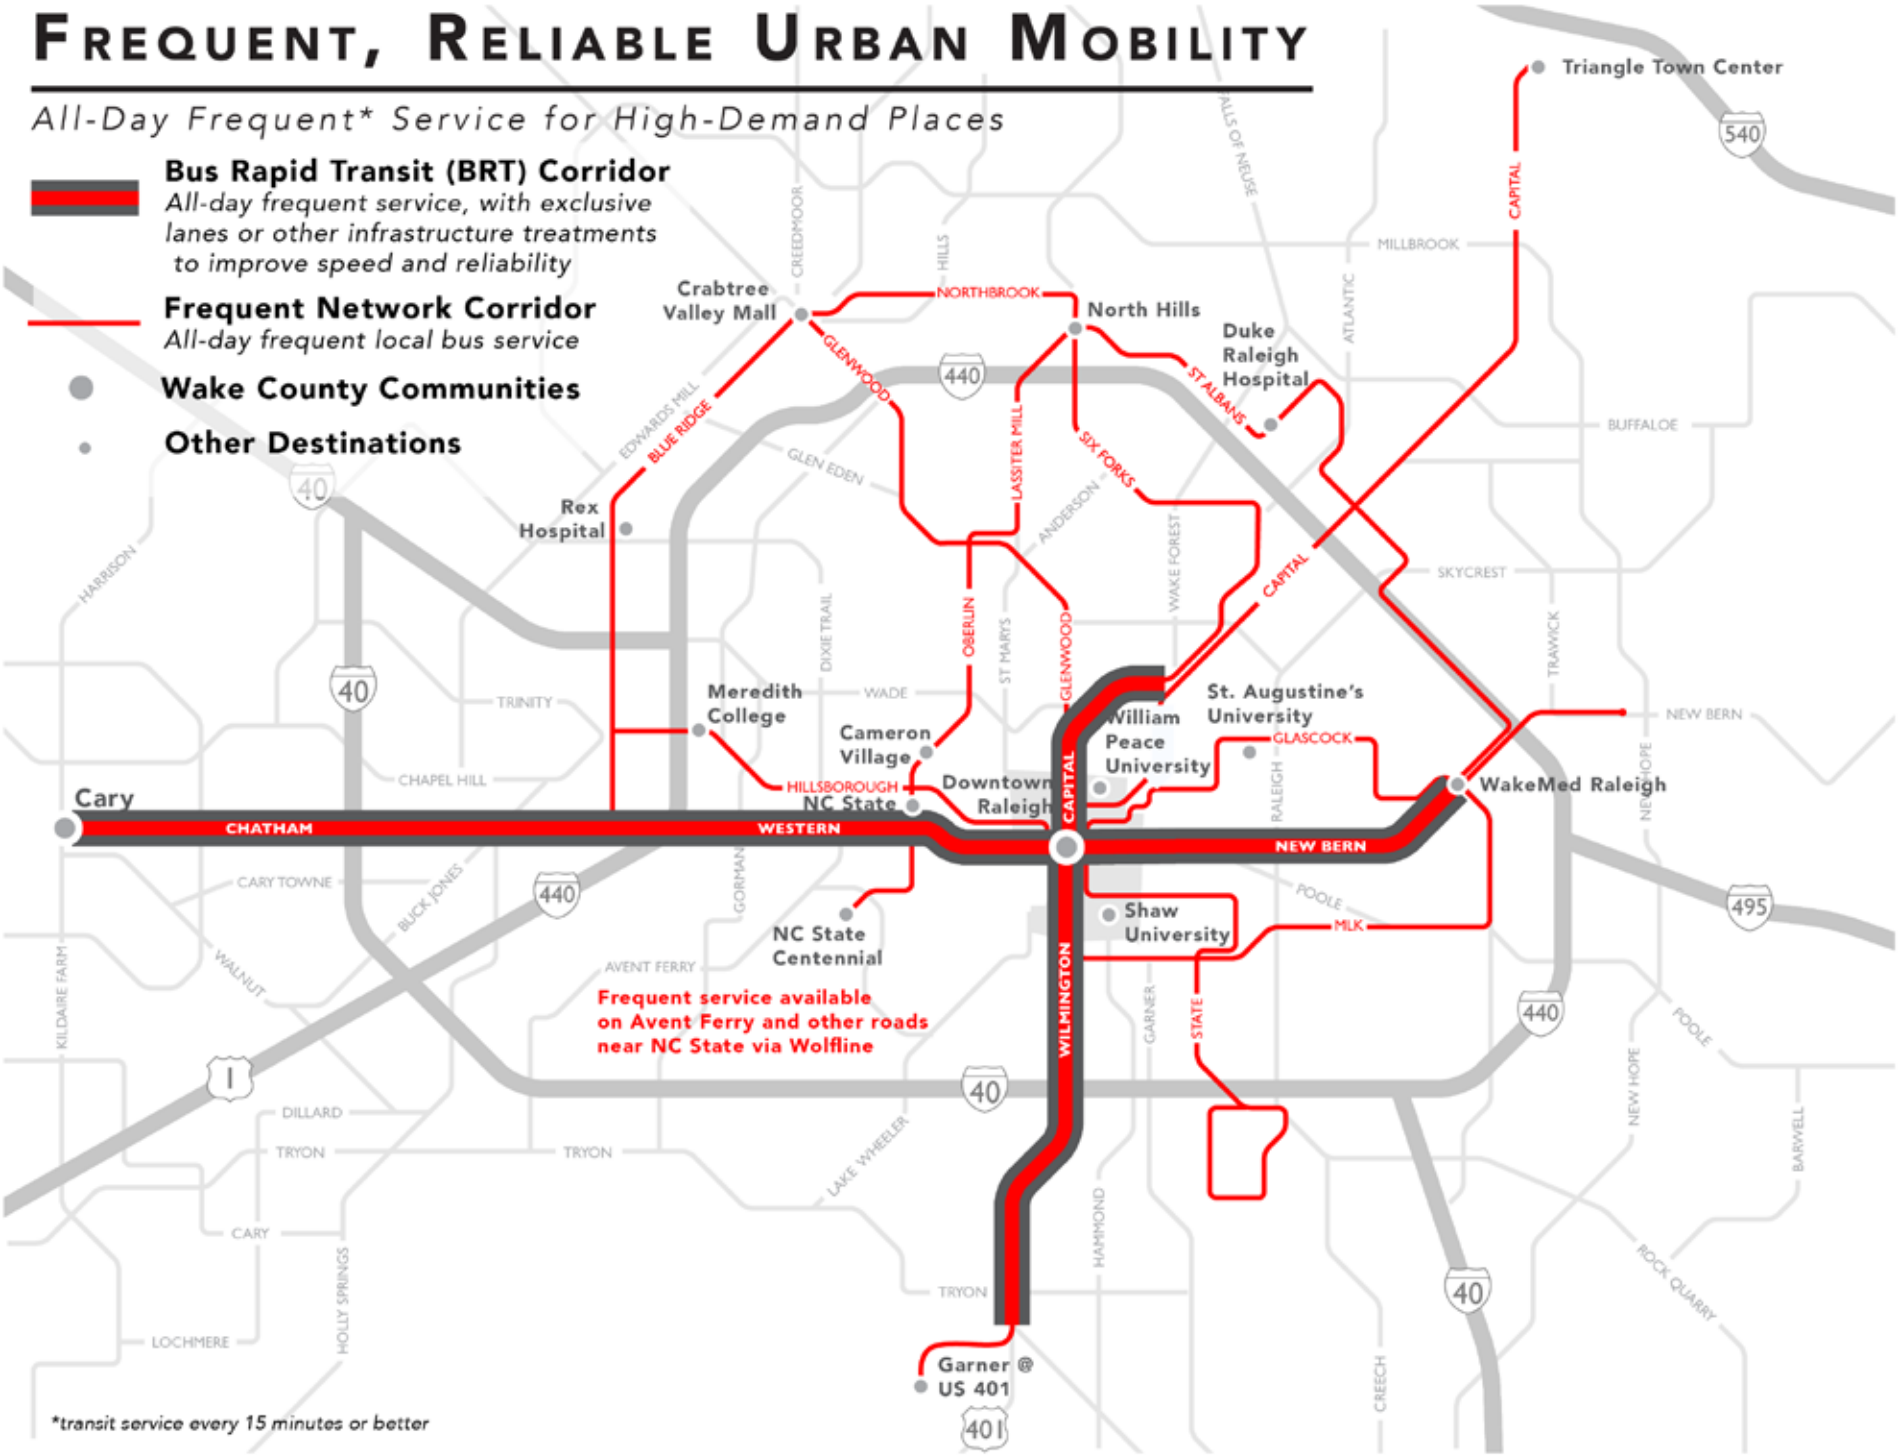 FREQUENT, RELIABLE URBAN MOBILITY
All-Day Frequent* Service for High-Demand Places
Bus Rapid Transit (BRT) Corridor
All-day frequent service, with exclusive
lanes or other infrastructure treatments
to improve speed and reliability
Frequent Network Corridor
All-day frequent local bus service
Wake County Communities
Other Destinations
Triangle Town Center
540
FALLS OF NEUSE
CAPITAL
CREEDMOOR
HILLS
MILLBROOK
ATLANTIC
Crabtree
Valley Mall
NORTHBROOK
North Hills
Duke
Raleigh
Hospital
GLENWOOD
440
ST ALBANS
EDWARDS MILL
BLUE RIDGE
LASSITER MILL
SIX FORKS
BUFFALOE
GLEN EDEN
40
ANDERSON
Rex
Hospital
WAKE FOREST
CAPITAL
SKYCREST
HARRISON
DIXIE TRAIL
OBERLIN
ST MARYS
GLENWOOD
TRAWICK
40
TRINITY
Meredith
College
WADE
St. Augustine's
University
NEW BERN
William
Peace
University
Cameron
Village
GLASCOCK
NEW HOPE
CHAPEL HILL
HILLSBOROUGH
Downtown
Raleigh
CAPITAL
RALEIGH
WakeMed Raleigh
NC State
Cary
CHATHAM
WESTERN
NEW BERN
CARY TOWNE
BUCK JONES
440
GORMAN
POOLE
495
NC State
Centennial
Shaw
University
MLK
KILDAIRE FARM
WALNUT
AVENT FERRY
WILMINGTON
GARNER
STATE
440
POOLE
Frequent service available
on Avent Ferry and other roads
near NC State via Wolfline
1
40
NEW HOPE
BARWELL
DILLARD
TRYON
TRYON
LAKE WHEELER
HAMMOND
CARY
HOLLY SPRINGS
ROCK QUARRY
TRYON
40
LOCHMERE
CREECH
Garner @
US 401
401
*transit service every 15 minutes or better